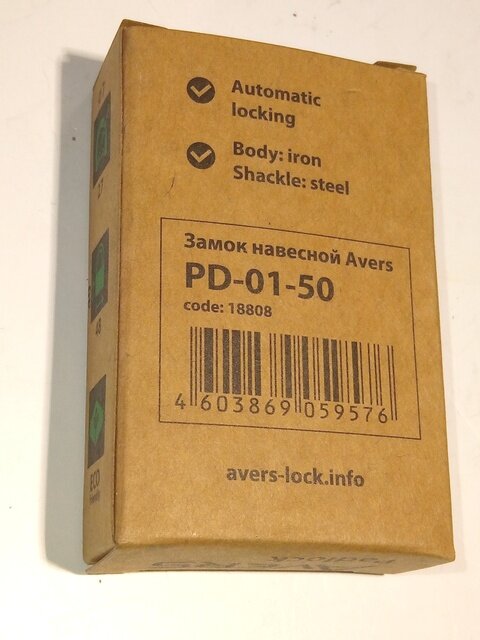 Automatic
locking
Body: iron
Shackle: steel
Замок навесной Avers
PD-01-50
code: 18808
4 603869 059576
avers-lock.info
ECO